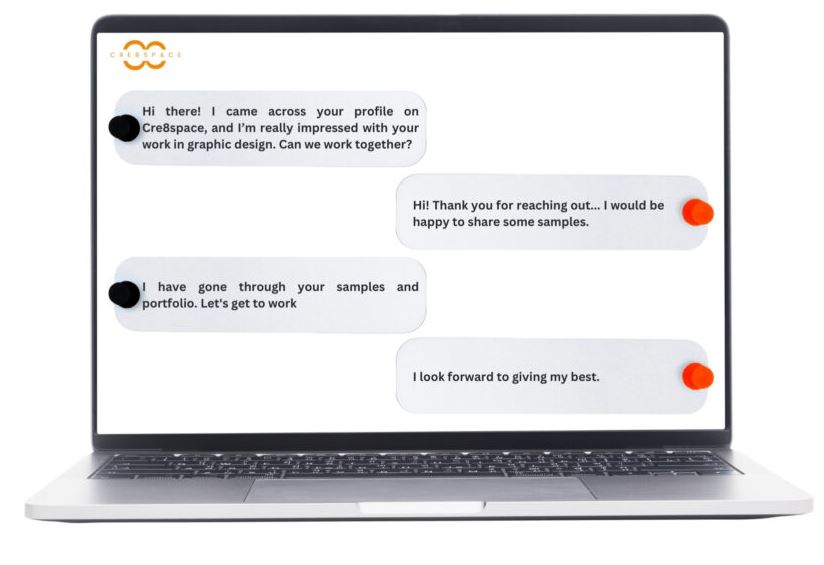 CRE8SPACE
Hi there! I came across your profile on
Cre8space, and I'm really impressed with your
work in graphic design. Can we work together?
Hi! Thank you for reaching out... I would be
happy to share some samples.
I have gone through your samples and
portfolio. Let's get to work
I look forward to giving my best.